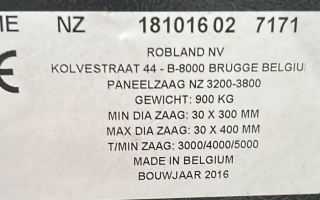 NZ 181016 02 7171
ROBLAND NV
KOLVESTRAAT 44 - B-8000 BRUGGE BELGIU
PANEELZAAG NZ 3200-3800
GEWICHT: 900 KG
MIN DIA ZAAG: 30 X 300 MM
MAX DIA ZAAG: 30 X 400 MM
T/MIN ZAAG: 3000/4000/5000
MADE IN BELGIUM
BOUWJAAR 2016